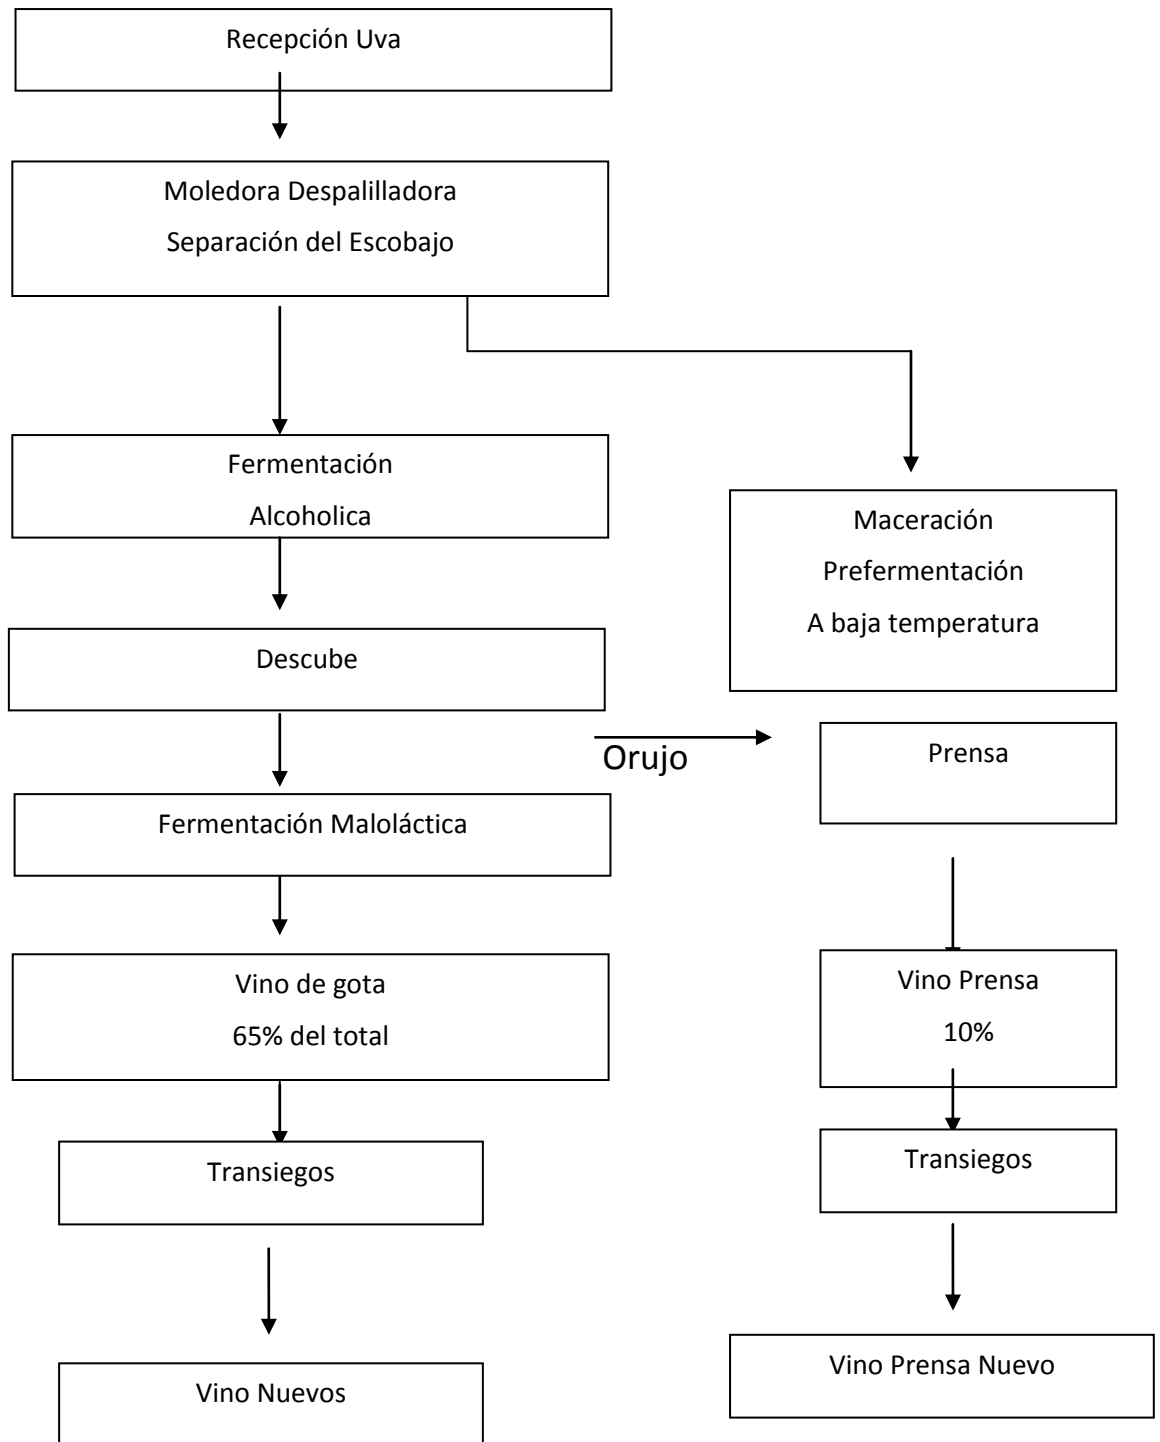 Recepción Uva
Moledora Despalilladora
Separación del Escobajo
Fermentación
Alcoholica
Maceración
Prefermentación
A baja temperatura
Descube
Orujo
Prensa
Fermentación Maloláctica
Vino de gota
65% del total
Vino Prensa
10%
Transiegos
Transiegos
Vino Nuevos
Vino Prensa Nuevo